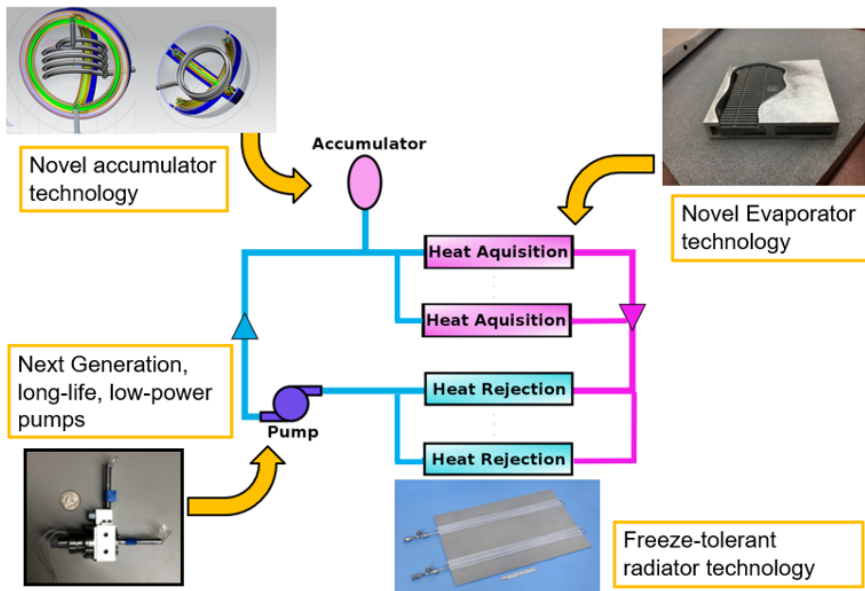 Novel accumulator
technology
Accumulator
Novel Evaporator
technology
Heat Aquisition
Heat Aquisition
Next Generation,
long-life, low-power
pumps
Heat Rejection
Pump
Heat Rejection
Freeze-tolerant
radiator technology